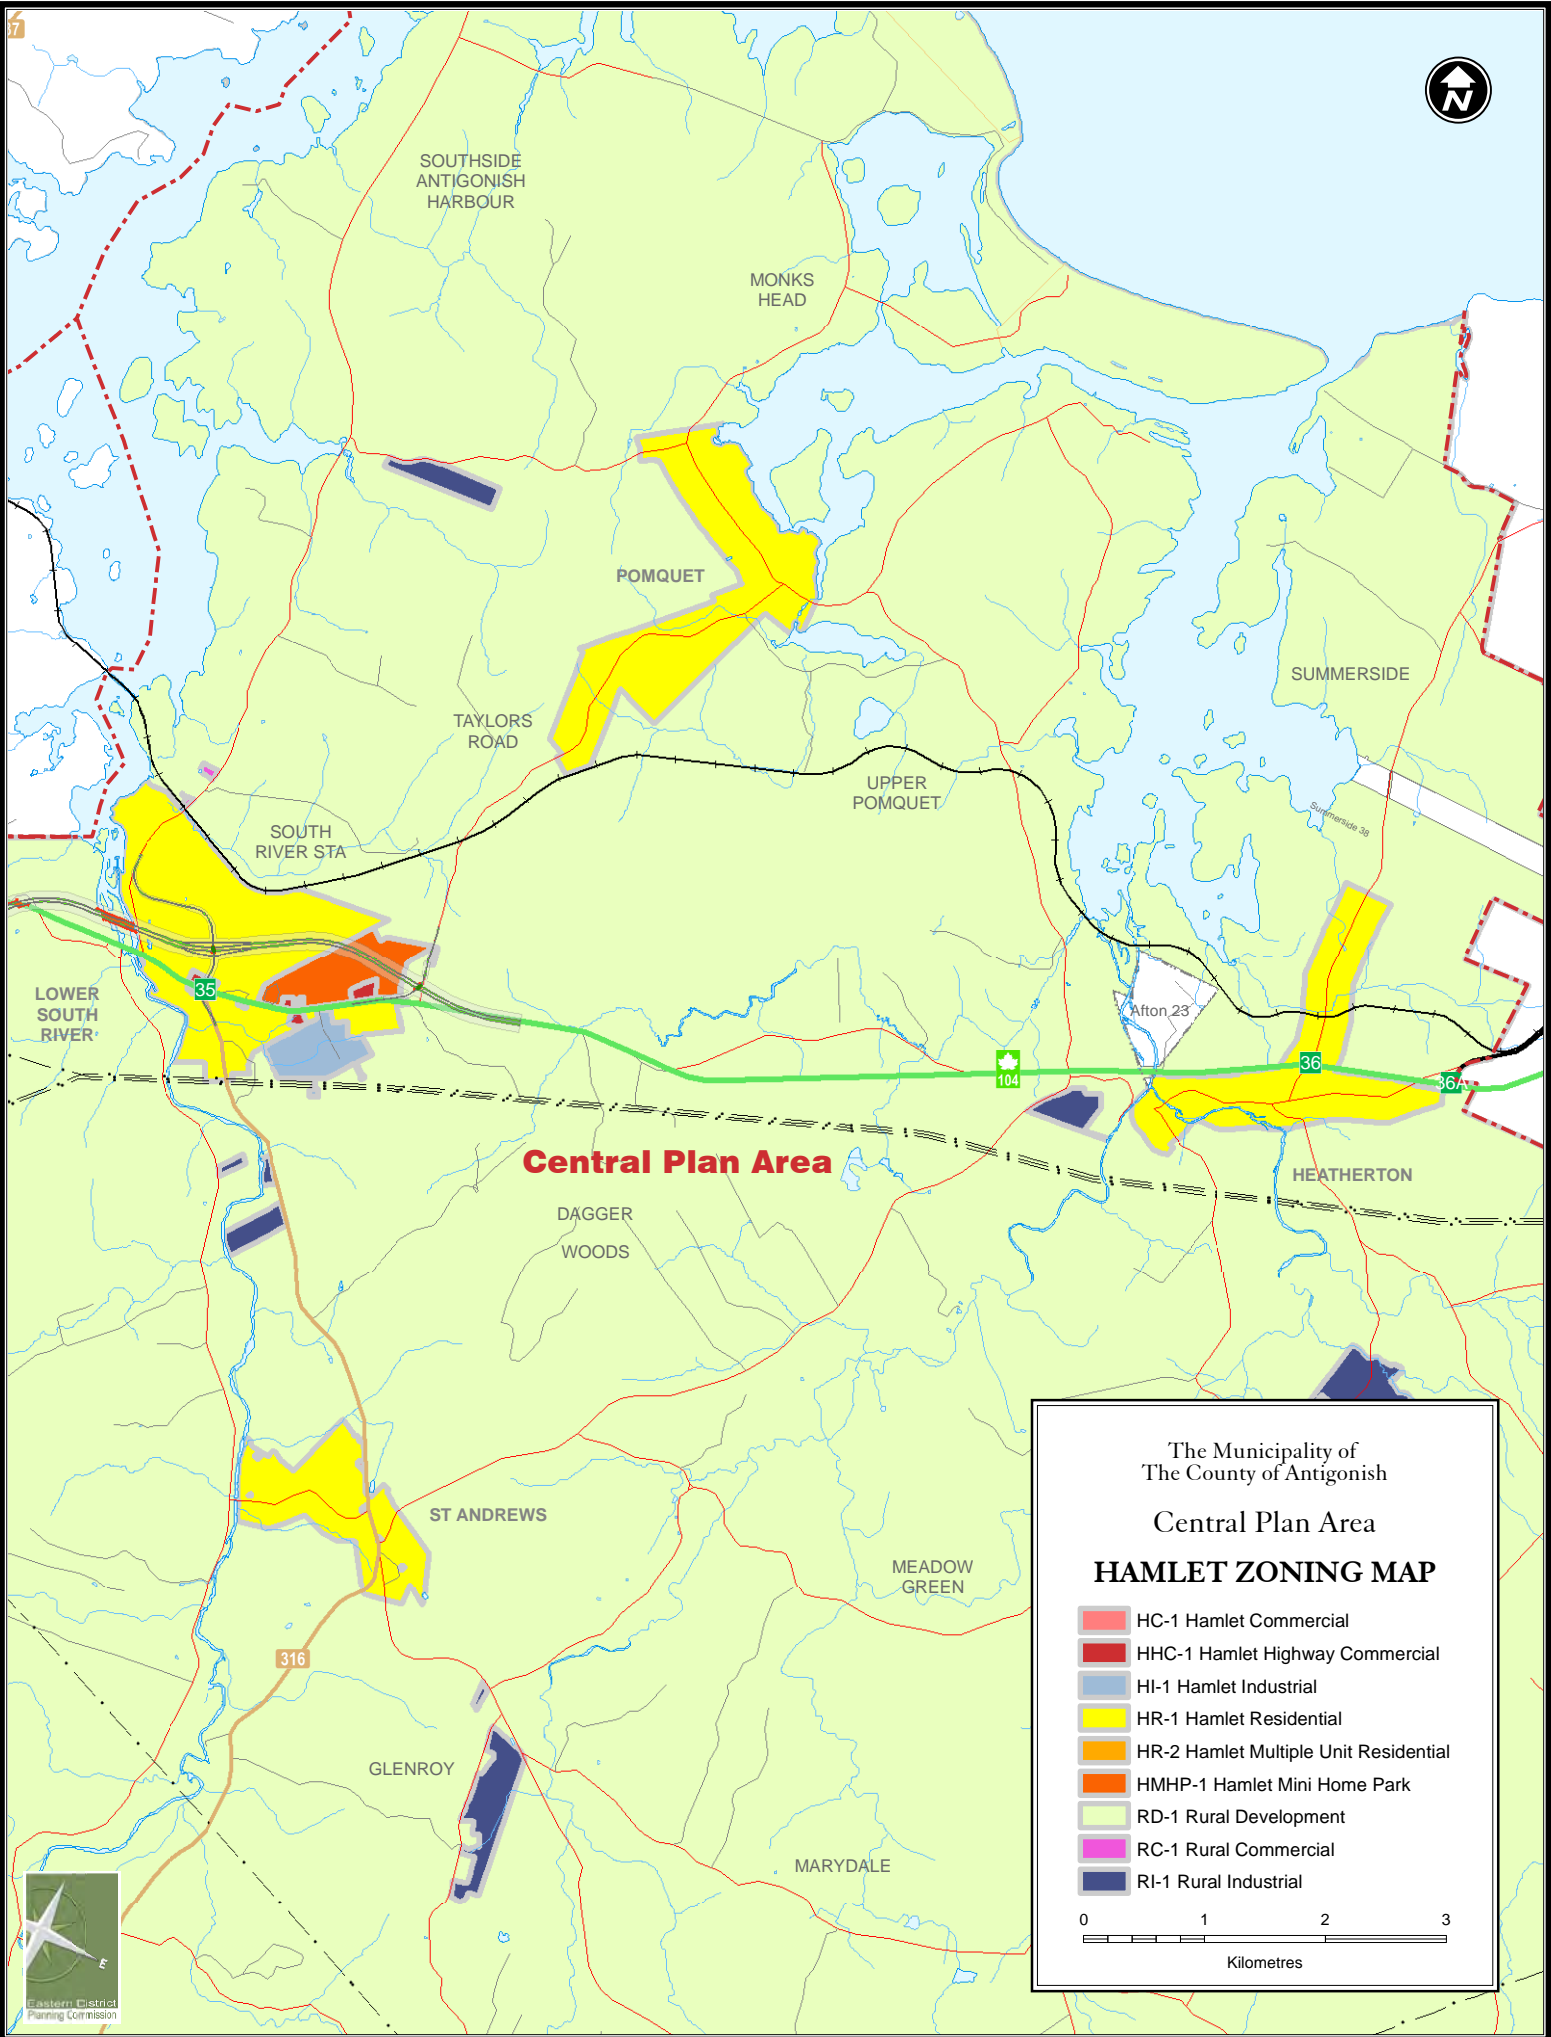 37
N
SOUTHSIDE
ANTIGONISH
HARBOUR
MONKS
HEAD
POMQUET
SUMMERSIDE
TAYLORS
ROAD
UPPER
POMQUET
Summerside 38
SOUTH
RIVER STA
35
LOWER
SOUTH
RIVER
Afton 23
104
36
36A
Central Plan Area
HEATHERTON
DAGGER
WOODS
ST ANDREWS
MEADOW
GREEN
316
GLENROY
MARYDALE
The Municipality of
The County of Antigonish
Central Plan Area
HAMLET ZONING MAP
HC-1 Hamlet Commercial
HHC-1 Hamlet Highway Commercial
HI-1 Hamlet Industrial
HR-1 Hamlet Residential
HR-2 Hamlet Multiple Unit Residential
HMHP-1 Hamlet Mini Home Park
RD-1 Rural Development
RC-1 Rural Commercial
RI-1 Rural Industrial
0 1 2 3
Kilometres
E
Eastern District
Planning Commission